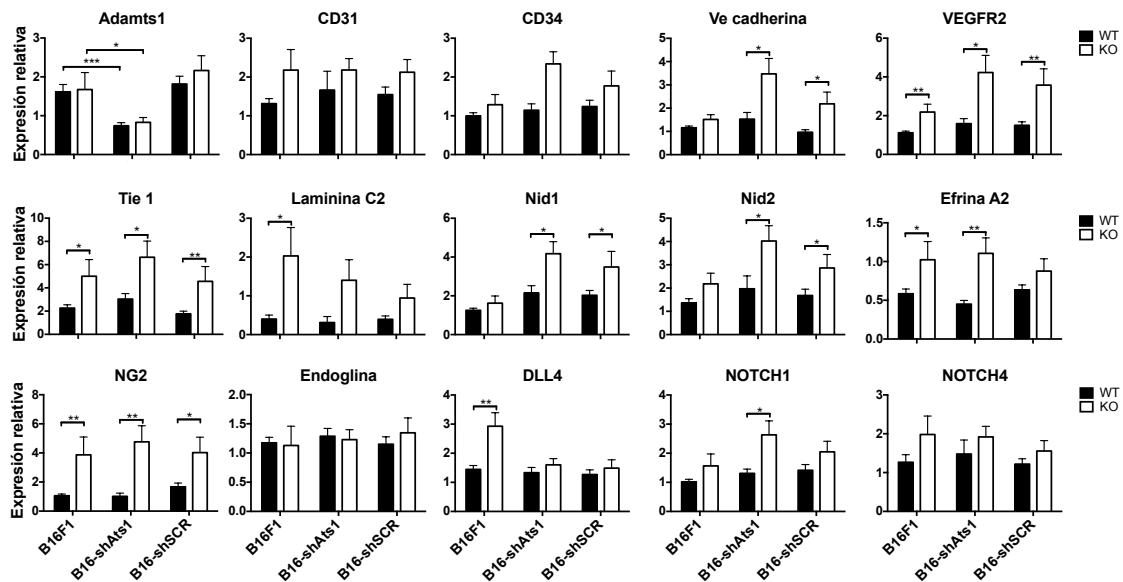 Adamts1 CD31 CD34 Ve cadherina VEGFR2
Expresión relativa
3 2 1 0
* ***
3 2 1 0
3 2 1 0
5 4 3 2 1 0
* *
6 4 2 0
** * **
WT
KO
Tie 1 Laminina C2 Nid1 Nid2 Efrina A2
Expresión relativa
10 8 6 4 2 0
* * **
4 3 2 1 0
*
5 4 3 2 1 0
* *
5 4 3 2 1 0
* *
1.5 1.0 0.5 0.0
* **
WT
KO
NG2 Endoglina DLL4 NOTCH1 NOTCH4
Expresión relativa
8 6 4 2 0
** ** *
2.0 1.5 1.0 0.5 0.0
4 3 2 1 0
**
4 3 2 1 0
*
3 2 1 0
WT
KO
B16F1 B16-shAts1 B16-shSCR
B16F1 B16-shAts1 B16-shSCR
B16F1 B16-shAts1 B16-shSCR
B16F1 B16-shAts1 B16-shSCR
B16F1 B16-shAts1 B16-shSCR